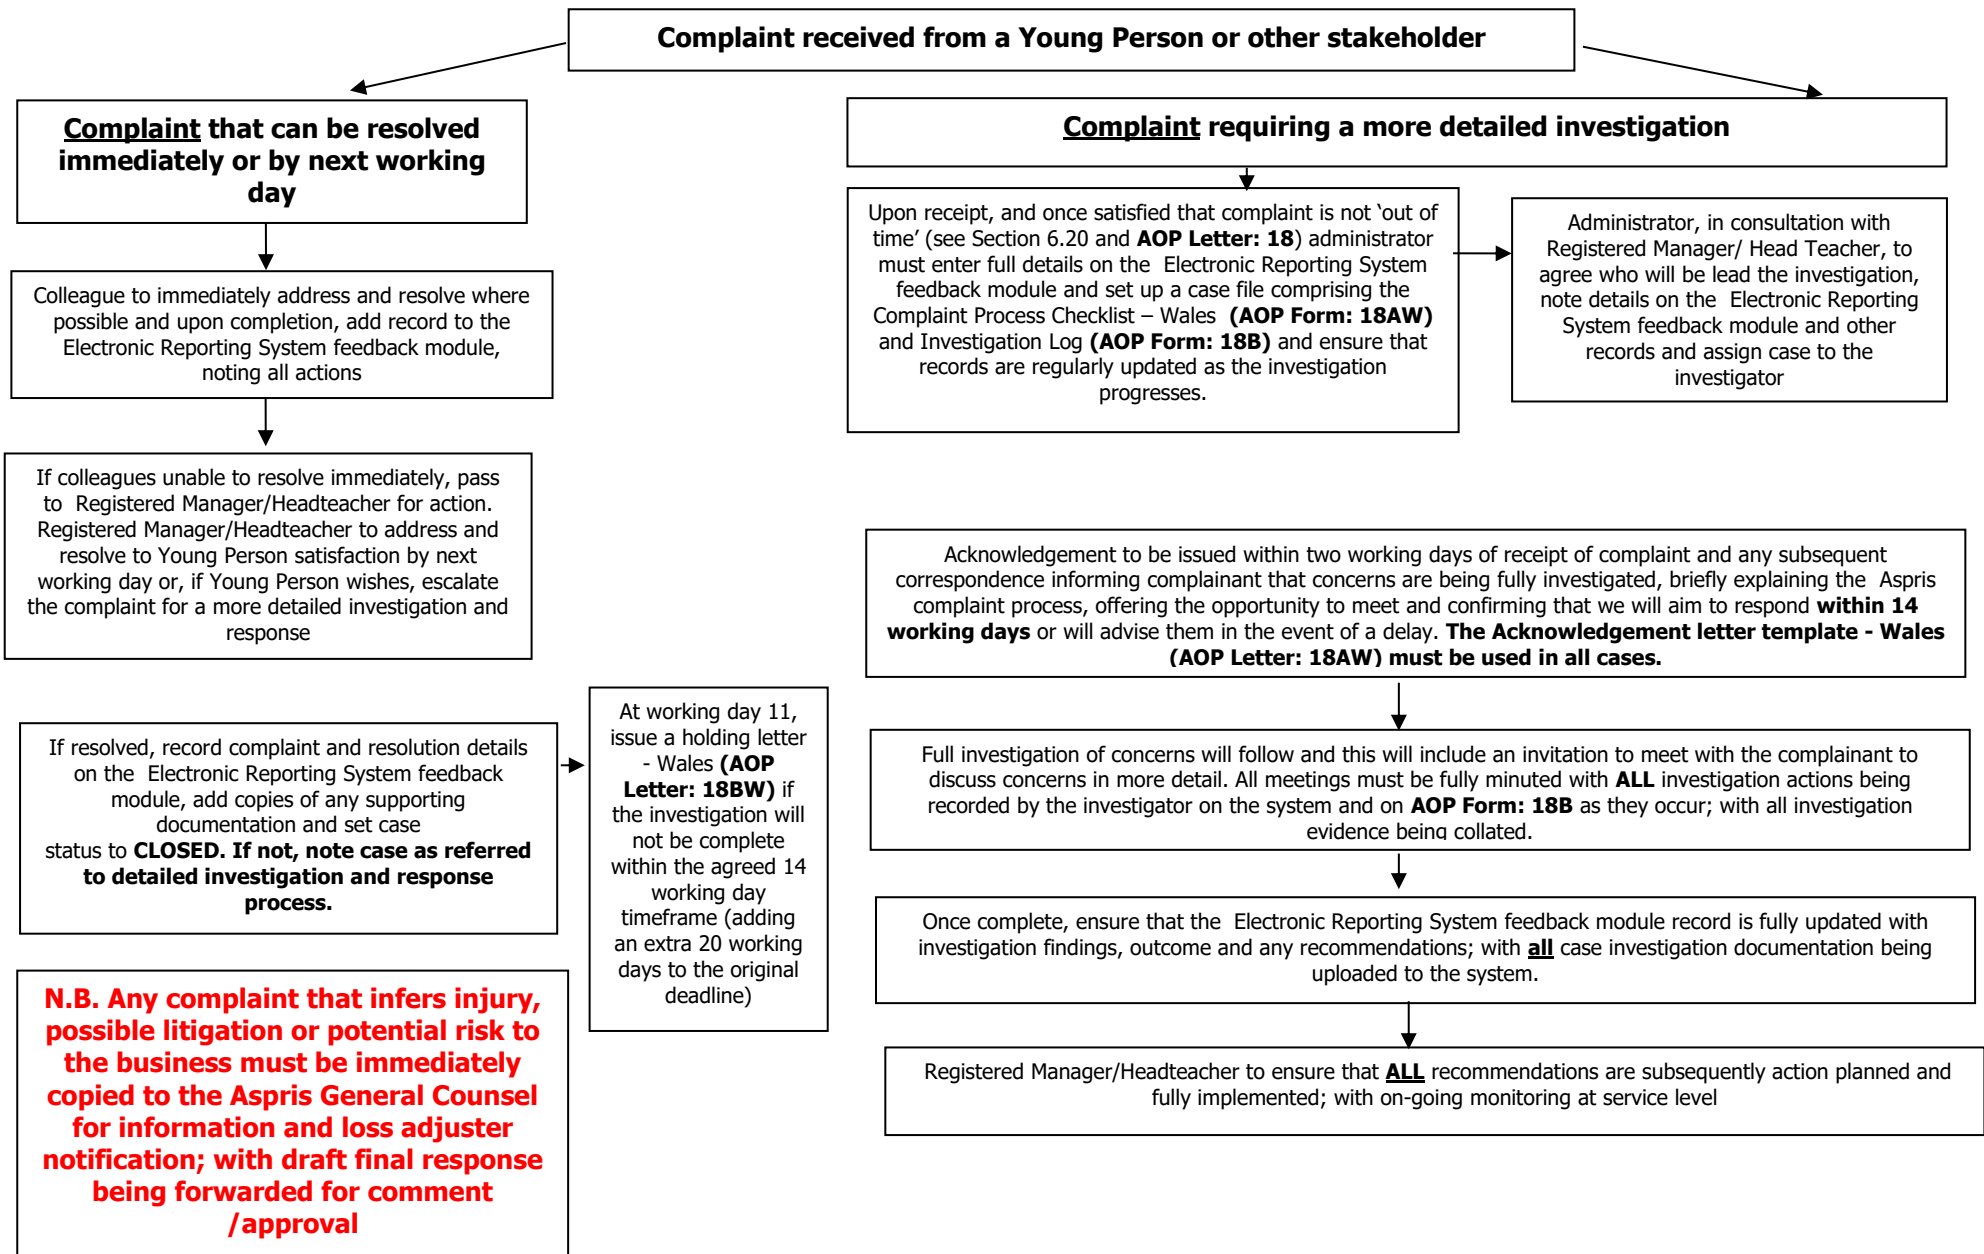 Complaint received from a Young Person or other stakeholder
Complaint that can be resolved
immediately or by next working
day
Colleague to immediately address and resolve where
possible and upon completion, add record to the
Electronic Reporting System feedback module,
noting all actions
If colleagues unable to resolve immediately, pass
to Registered Manager/Headteacher for action.
Registered Manager/Headteacher to address and
resolve to Young Person satisfaction by next
working day or, if Young Person wishes, escalate
the complaint for a more detailed investigation and
response
If resolved, record complaint and resolution details
on the Electronic Reporting System feedback
module, add copies of any supporting
documentation and set case
status to CLOSED. If not, note case as referred
to detailed investigation and response
process.
At working day 11,
issue a holding letter
- Wales (AOP
Letter: 18BW) if
the investigation will
not be complete
within the agreed 14
working day
timeframe (adding
an extra 20 working
days to the original
deadline)
N.B. Any complaint that infers injury,
possible litigation or potential risk to
the business must be immediately
copied to the Aspris General Counsel
for information and loss adjuster
notification; with draft final response
being forwarded for comment
/approval
Complaint requiring a more detailed investigation
Upon receipt, and once satisfied that complaint is not ‘out of
time’ (see Section 6.20 and AOP Letter: 18) administrator
must enter full details on the Electronic Reporting System
feedback module and set up a case file comprising the
Complaint Process Checklist – Wales (AOP Form: 18AW)
and Investigation Log (AOP Form: 18B) and ensure that
records are regularly updated as the investigation
progresses.
Administrator, in consultation with
Registered Manager/ Head Teacher, to
agree who will be lead the investigation,
note details on the Electronic Reporting
System feedback module and other
records and assign case to the
investigator
Acknowledgement to be issued within two working days of receipt of complaint and any subsequent
correspondence informing complainant that concerns are being fully investigated, briefly explaining the Aspris
complaint process, offering the opportunity to meet and confirming that we will aim to respond within 14
working days or will advise them in the event of a delay. The Acknowledgement letter template - Wales
(AOP Letter: 18AW) must be used in all cases.
Full investigation of concerns will follow and this will include an invitation to meet with the complainant to
discuss concerns in more detail. All meetings must be fully minuted with ALL investigation actions being
recorded by the investigator on the system and on AOP Form: 18B as they occur; with all investigation
evidence being collated.
Once complete, ensure that the Electronic Reporting System feedback module record is fully updated with
investigation findings, outcome and any recommendations; with all case investigation documentation being
uploaded to the system.
Registered Manager/Headteacher to ensure that ALL recommendations are subsequently action planned and
fully implemented; with on-going monitoring at service level